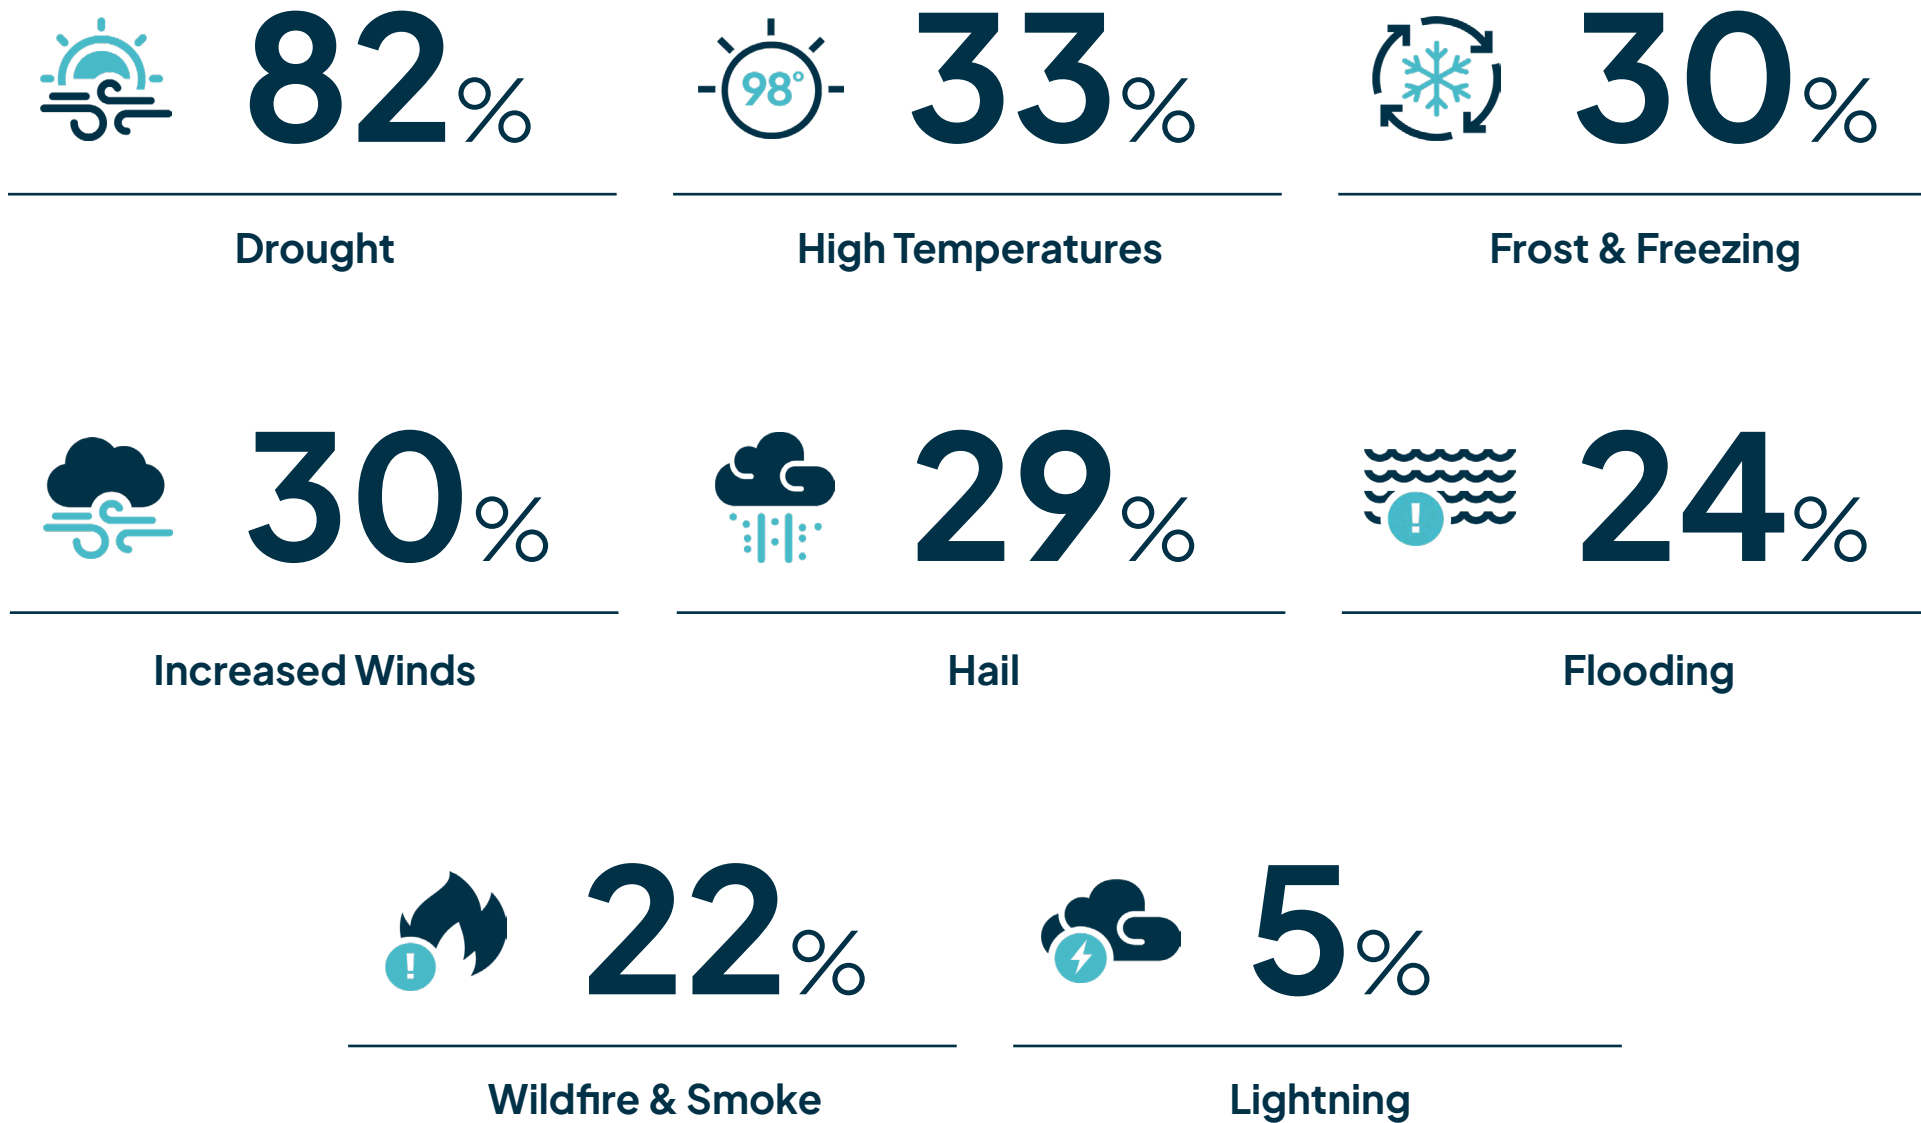 82%
Drought
98°
33%
High Temperatures
30%
Frost & Freezing
30%
Increased Winds
29%
Hail
!
24%
Flooding
!
22%
Wildfire & Smoke
5%
Lightning